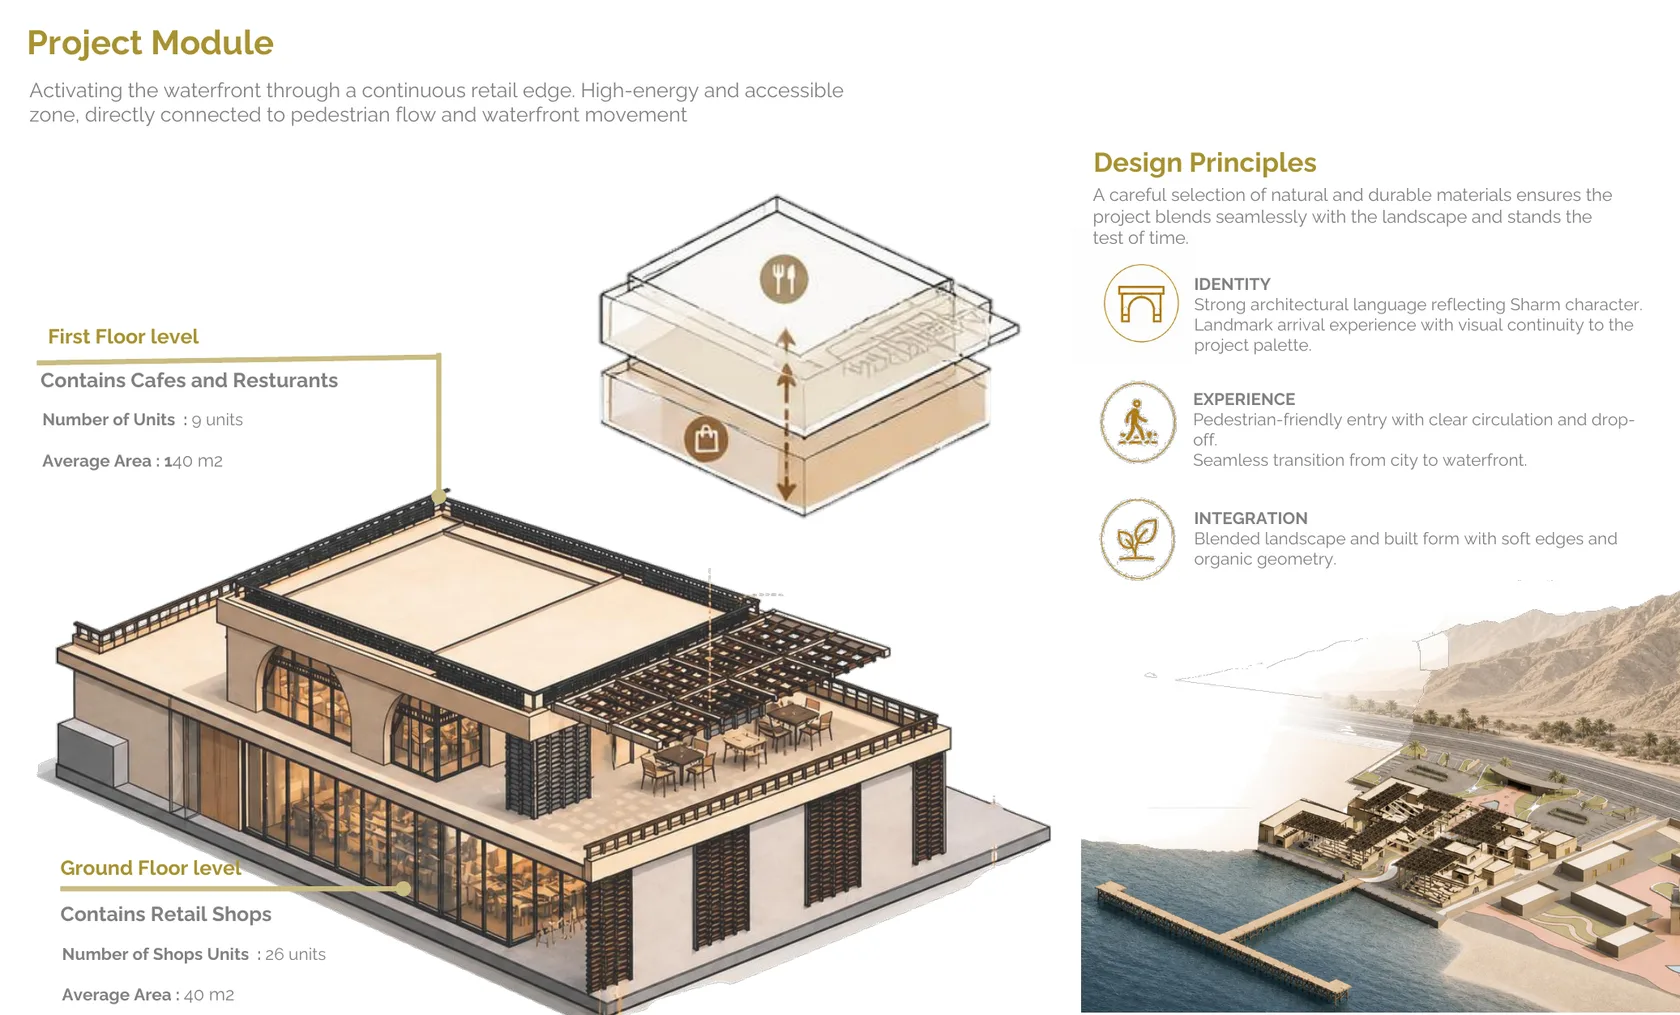 Project Module
Activating the waterfront through a continuous retail edge. High-energy and accessible
zone, directly connected to pedestrian flow and waterfront movement
Design Principles
A careful selection of natural and durable materials ensures the
project blends seamlessly with the landscape and stands the
test of time.
IDENTITY
Strong architectural language reflecting Sharm character.
Landmark arrival experience with visual continuity to the
project palette.
EXPERIENCE
Pedestrian-friendly entry with clear circulation and drop-
off.
Seamless transition from city to waterfront.
INTEGRATION
Blended landscape and built form with soft edges and
organic geometry.
First Floor level
Contains Cafes and Resturants
Number of Units : 9 units
Average Area : 140 m2
Ground Floor level
Contains Retail Shops
Number of Shops Units : 26 units
Average Area : 40 m2